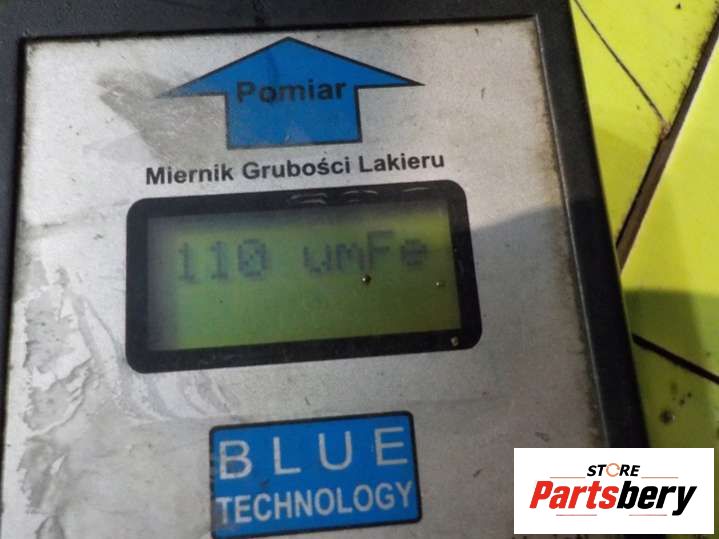 Pomiar
Miernik Grubości Lakieru
110 umFe
BLUE
TECHNOLOGY
STORE
Partsbery